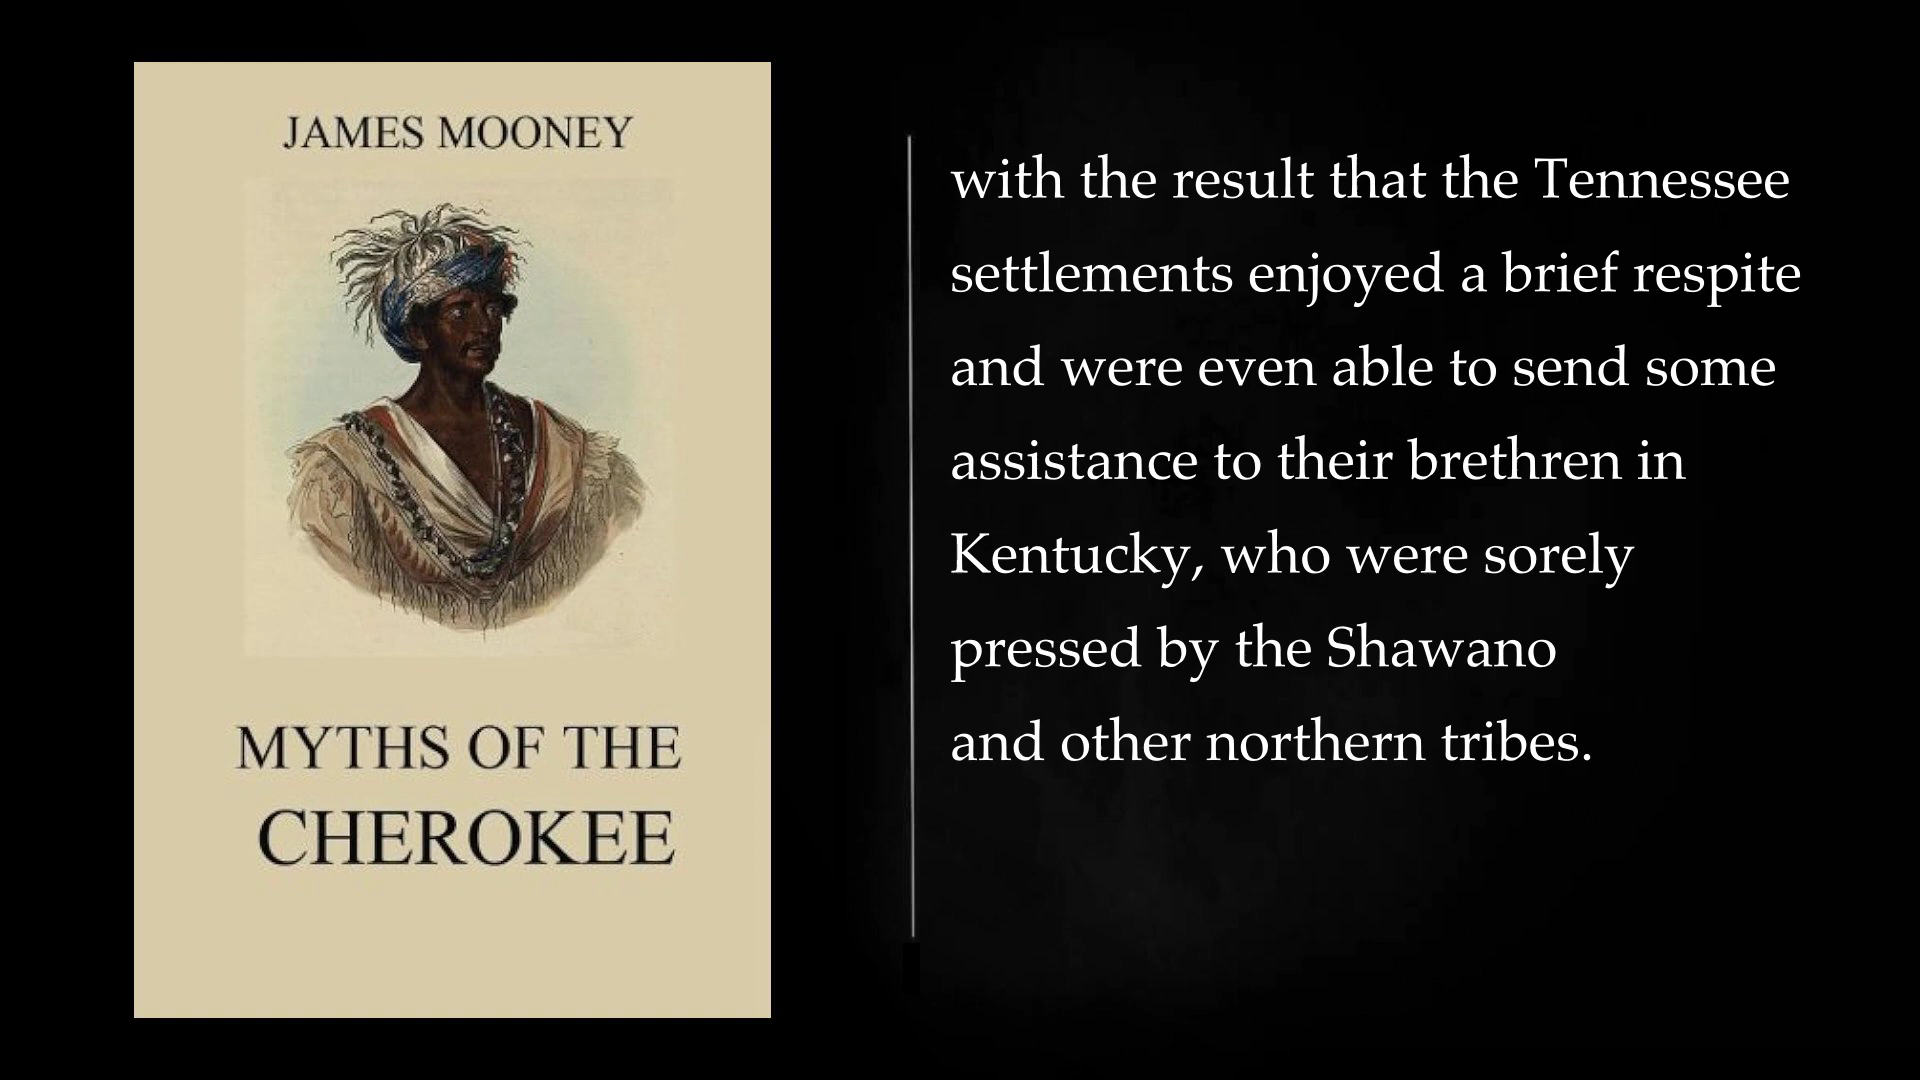 JAMES MOONEY
MYTHS OF THE
CHEROKEE
with the result that the Tennessee
settlements enjoyed a brief respite
and were even able to send some
assistance to their brethren in
Kentucky, who were sorely
pressed by the Shawano
and other northern tribes.